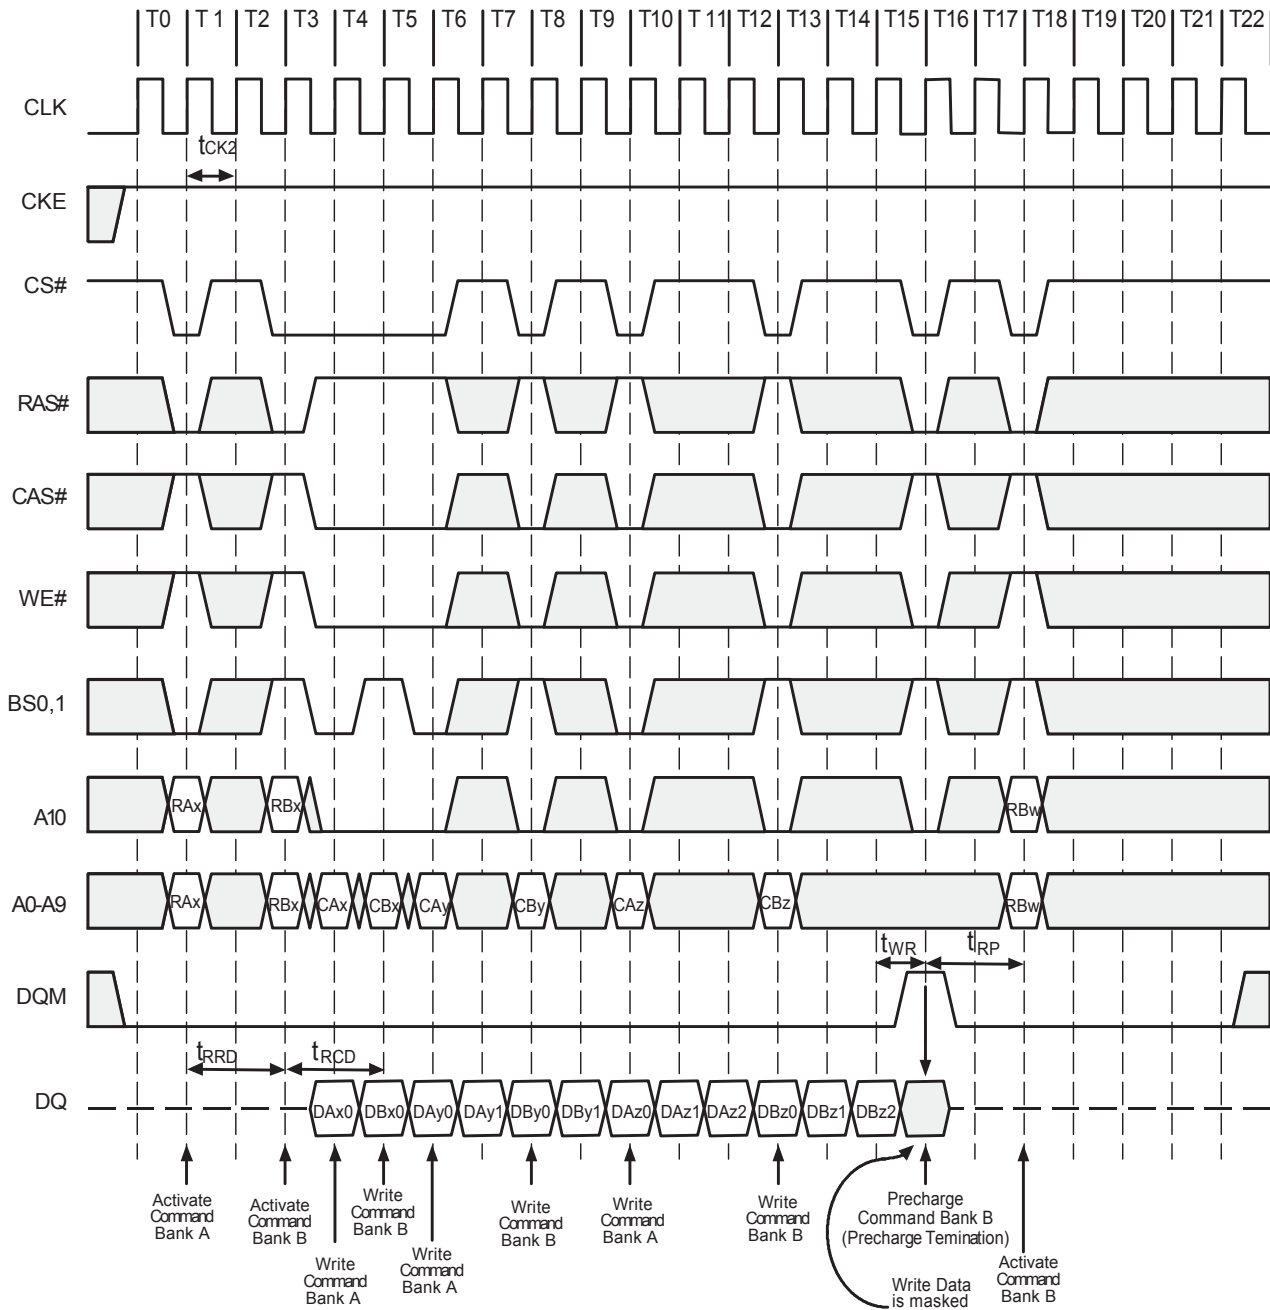 T0 T 1 T2 T3 T4 T5 T6 T7 T8 T9 T10 T 11 T12 T13 T14 T15 T16 T17 T18 T19 T20 T21 T22
CLK
tCK2
CKE
CS#
RAS#
CAS#
WE#
BS0,1
A10
RAx RBx RBw
A0-A9
RAx RBx CAx CBx CAy CBy CAz CBz RBw
tWR tRP
DQM
tRRD tRCD
DQ
DAx0 DBx0 DAy0 DAy1 DBy0 DBy1 DAz0 DAz1 DAz2 DBz0 DBz1 DBz2
Activate
Command
Bank A
Activate
Command
Bank B
Write
Command
Bank A
Write
Command
Bank B
Write
Command
Bank A
Write
Command
Bank B
Write
Command
Bank A
Write
Command
Bank B
Precharge
Command Bank B
(Precharge Temination)
Write Data
is masked
Activate
Command
Bank B